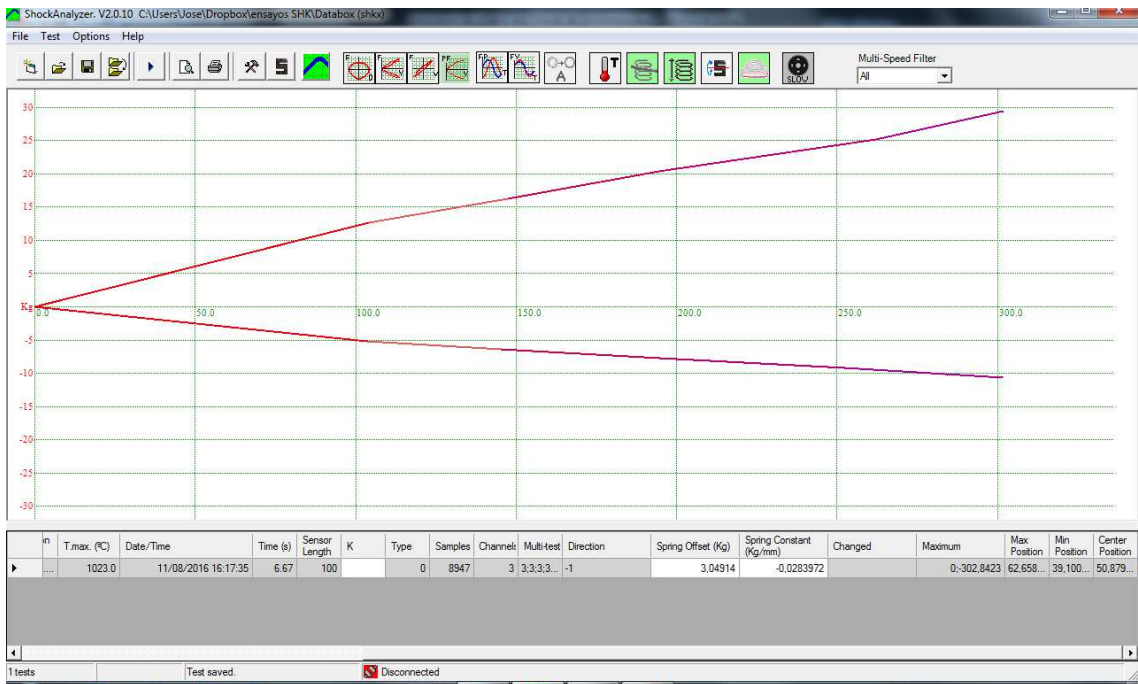 ShockAnalyzer. V2.0.10 C:\Users\Jose\Dropbox\ensayos SHK\Databox (shkx)
File Test Options Help
Multi-Speed Filter
All
SLOW
30
25
20
15
10
5
Kg 0.0 50.0 100.0 150.0 200.0 250.0 300.0
-5
-10
-15
-20
-25
-30
on T.max. (ºC) Date/Time Time (s) Sensor Length K Type Samples Channels Multi-test Direction Spring Offset (Kg) Spring Constant (Kg/mm) Changed Maximum Max Position Min Position Center Position
.... 1023.0 11/08/2016 16:17:35 6.67 100 0 8947 3 3;3;3;3... -1 3,04914 -0,0283972 0;-302,8423 62,658... 39,100... 50,879...
1 tests Test saved. Disconnected